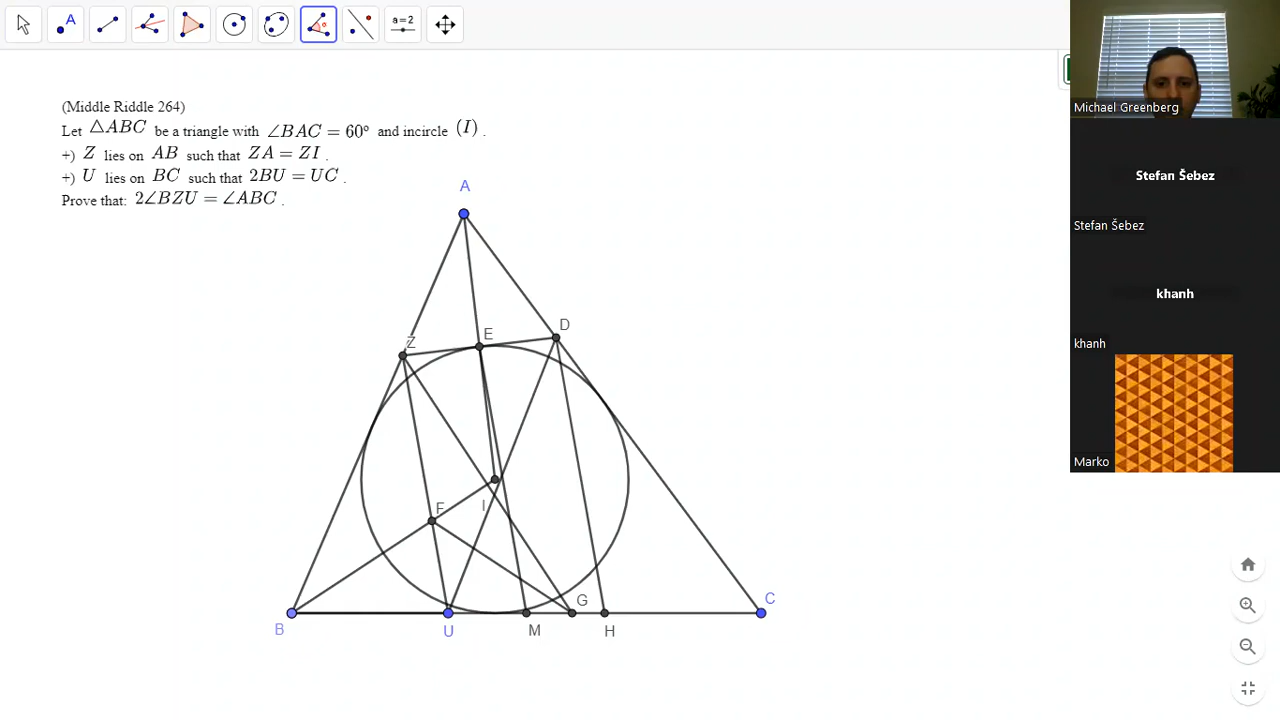 a=2
A
(Middle Riddle 264)
Let △ABC be a triangle with ∠BAC = 60° and incircle (I) .
+) Z lies on AB such that ZA = ZI .
+) U lies on BC such that 2BU = UC .
Prove that: 2∠BZU = ∠ABC .
A
Z
E
D
F
I
B
U
M
G
H
C
Michael Greenberg
Stefan Šebez
Stefan Šebez
khanh
khanh
Marko